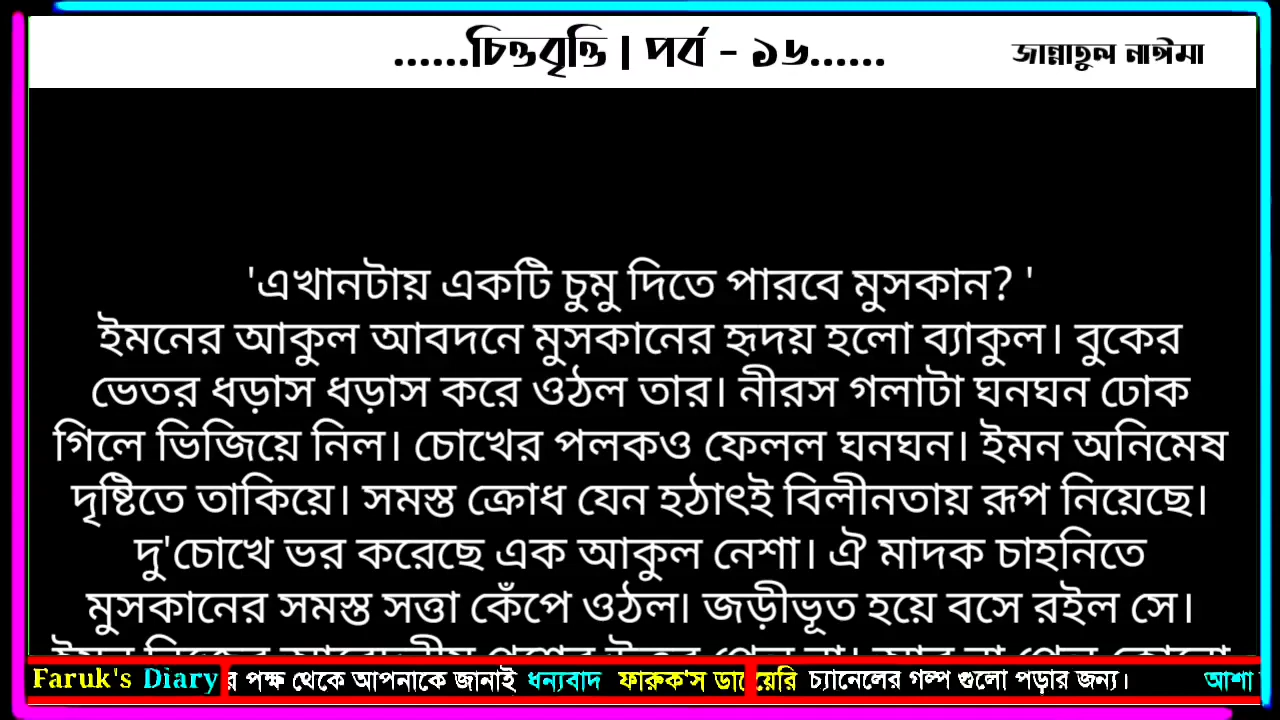 ......চিত্তবৃত্তি | পর্ব - ১৬......
জান্নাতুল নাঈমা
'এখানটায় একটি চুমু দিতে পারবে মুসকান? '
ইমনের আকুল আবদনে মুসকানের হৃদয় হলো ব্যাকুল। বুকের
ভেতর ধড়াস ধড়াস করে ওঠল তার। নীরস গলাটা ঘনঘন ঢোক
গিলে ভিজিয়ে নিল। চোখের পলকও ফেলল ঘনঘন। ইমন অনিমেষ
দৃষ্টিতে তাকিয়ে। সমস্ত ক্রোধ যেন হঠাৎই বিলীনতায় রূপ নিয়েছে।
দু'চোখে ভর করেছে এক আকুল নেশা। ঐ মাদক চাহনিতে
মুসকানের সমস্ত সত্তা কেঁপে ওঠল। জড়ীভূত হয়ে বসে রইল সে।
Faruk's Diary র পক্ষ থেকে আপনাকে জানাই ধন্যবাদ ফারুক'স ডায়েরি চ্যানেলের গল্প গুলো পড়ার জন্য। আশা